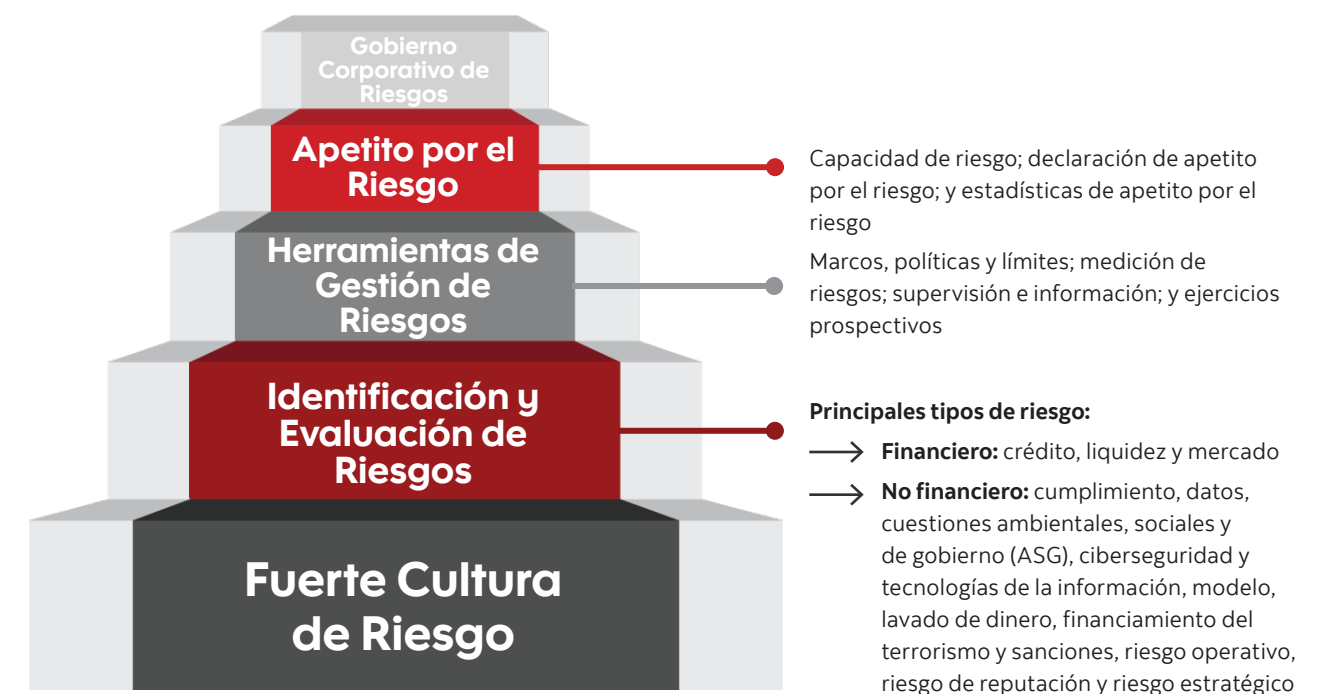 Gobierno
Corporativo de
Riesgos
Apetito por el
Riesgo
Capacidad de riesgo; declaración de apetito
por el riesgo; y estadísticas de apetito por el
riesgo
Herramientas de
Gestión de
Riesgos
Marcos, políticas y límites; medición de
riesgos; supervisión e información; y ejercicios
prospectivos
Identificación y
Evaluación de
Riesgos
Principales tipos de riesgo:
Financiero: crédito, liquidez y mercado
No financiero: cumplimiento, datos,
cuestiones ambientales, sociales y
de gobierno (ASG), ciberseguridad y
tecnologías de la información, modelo,
lavado de dinero, financiamiento del
terrorismo y sanciones, riesgo operativo,
riesgo de reputación y riesgo estratégico
Fuerte Cultura
de Riesgo